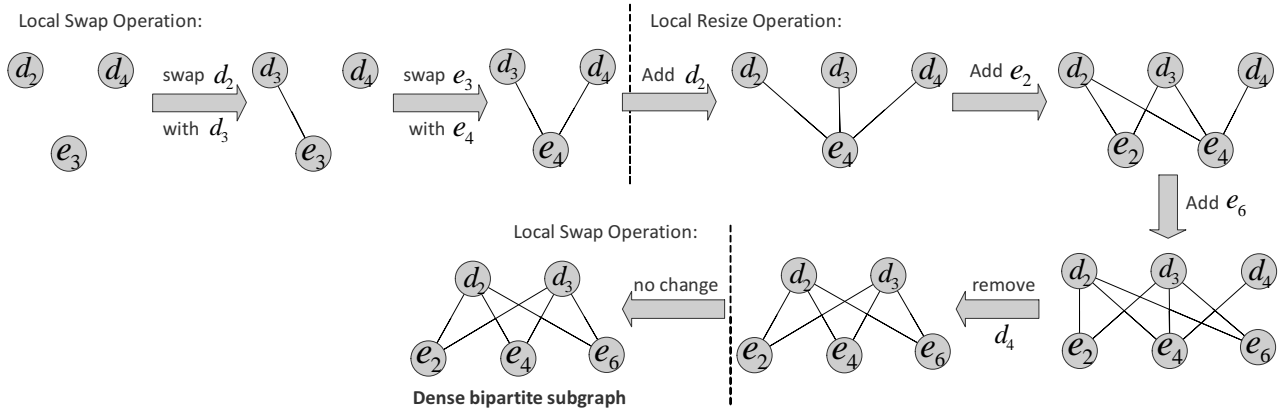 Local Swap Operation:
Local Resize Operation:
d₂ d₄ swap d₂ with d₃ d₃ d₄ swap e₃ with e₄ d₃ d₄ Add d₂ d₂ d₃ d₄ Add e₂ d₂ d₃ d₄
e₃ e₃ e₄ e₄ e₂ e₄
Add e₆
Local Swap Operation:
d₂ d₃ no change d₂ d₃ remove d₄ d₂ d₃ d₄
e₂ e₄ e₆ e₂ e₄ e₆ e₂ e₄ e₆
Dense bipartite subgraph